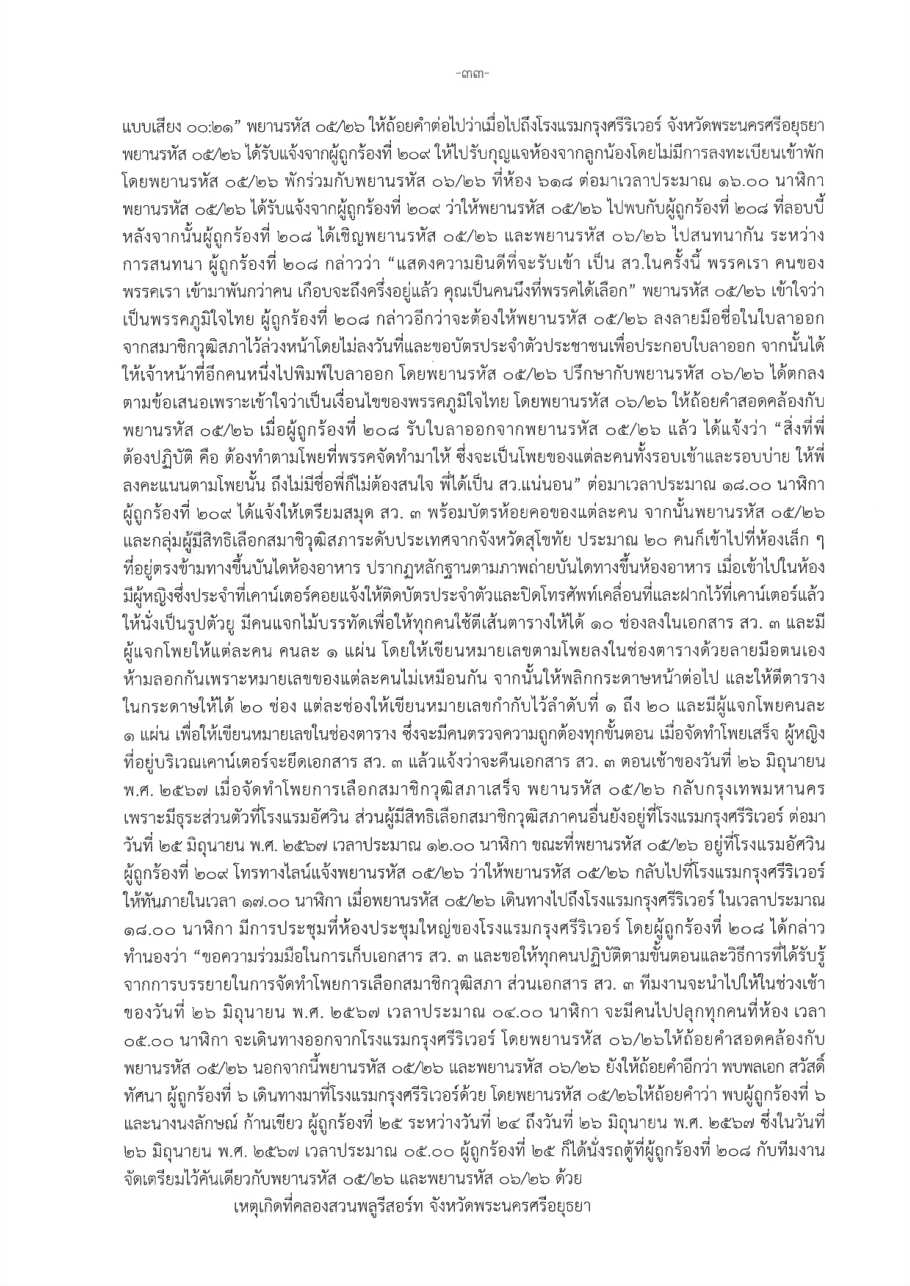 -๓๓-
แบบเสียง ๐๐:๒๑” พยานรหัส ๐๕/๒๖ ให้ถ้อยคำต่อไปว่าเมื่อไปถึงโรงแรมกรุงศรีริเวอร์ จังหวัดพระนครศรีอยุธยา
พยานรหัส ๐๕/๒๖ ได้รับแจ้งจากผู้ถูกร้องที่ ๒๐๙ ให้ไปรับกุญแจห้องจากลูกน้องโดยไม่มีการลงทะเบียนเข้าพัก
โดยพยานรหัส ๐๕/๒๖ พักร่วมกับพยานรหัส ๐๖/๒๖ ที่ห้อง ๖๑๘ ต่อมาเวลาประมาณ ๑๖.๐๐ นาฬิกา
พยานรหัส ๐๕/๒๖ ได้รับแจ้งจากผู้ถูกร้องที่ ๒๐๙ ว่าให้พยานรหัส ๐๕/๒๖ ไปพบกับผู้ถูกร้องที่ ๒๐๘ ที่ลอบบี้
หลังจากนั้นผู้ถูกร้องที่ ๒๐๘ ได้เชิญพยานรหัส ๐๕/๒๖ และพยานรหัส ๐๖/๒๖ ไปสนทนากัน ระหว่าง
การสนทนา ผู้ถูกร้องที่ ๒๐๘ กล่าวว่า “แสดงความยินดีที่จะรับเข้า เป็น สว.ในครั้งนี้ พรรคเรา คนของ
พรรคเรา เข้ามาพันกว่าคน เกือบจะถึงครึ่งอยู่แล้ว คุณเป็นคนนึงที่พรรคได้เลือก” พยานรหัส ๐๕/๒๖ เข้าใจว่า
เป็นพรรคภูมิใจไทย ผู้ถูกร้องที่ ๒๐๘ กล่าวอีกว่าจะต้องให้พยานรหัส ๐๕/๒๖ ลงลายมือชื่อในใบลาออก
จากสมาชิกวุฒิสภาไว้ล่วงหน้าโดยไม่ลงวันที่และขอบัตรประจำตัวประชาชนเพื่อประกอบใบลาออก จากนั้นได้
ให้เจ้าหน้าที่อีกคนหนึ่งไปพิมพ์ใบลาออก โดยพยานรหัส ๐๕/๒๖ ปรึกษากับพยานรหัส ๐๖/๒๖ ได้ตกลง
ตามข้อเสนอเพราะเข้าใจว่าเป็นเงื่อนไขของพรรคภูมิใจไทย โดยพยานรหัส ๐๖/๒๖ ให้ถ้อยคำสอดคล้องกับ
พยานรหัส ๐๕/๒๖ เมื่อผู้ถูกร้องที่ ๒๐๘ รับใบลาออกจากพยานรหัส ๐๕/๒๖ แล้ว ได้แจ้งว่า “สิ่งที่พี่
ต้องปฏิบัติ คือ ต้องทำตามโพยที่พรรคจัดทำมาให้ ซึ่งจะเป็นโพยของแต่ละคนทั้งรอบเช้าและรอบบ่าย ให้พี่
ลงคะแนนตามโพยนั้น ถึงไม่มีชื่อพี่ก็ไม่ต้องสนใจ พี่ได้เป็น สว.แน่นอน” ต่อมาเวลาประมาณ ๑๘.๐๐ นาฬิกา
ผู้ถูกร้องที่ ๒๐๙ ได้แจ้งให้เตรียมสมุด สว. ๓ พร้อมบัตรห้อยคอของแต่ละคน จากนั้นพยานรหัส ๐๕/๒๖
และกลุ่มผู้มีสิทธิเลือกสมาชิวุฒิสภาระดับประเทศจากจังหวัดสุโขทัย ประมาณ ๒๐ คนก็เข้าไปที่ห้องเล็ก ๆ
ที่อยู่ตรงข้ามทางขึ้นบันไดห้องอาหาร ปรากฏหลักฐานตามภาพถ่ายบันไดทางขึ้นห้องอาหาร เมื่อเข้าไปในห้อง
มีผู้หญิงซึ่งประจำที่เคาน์เตอร์คอยแจ้งให้ติดบัตรประจำตัวและปิดโทรศัพท์เคลื่อนที่และฝากไว้ที่เคาน์เตอร์แล้ว
ให้นั่งเป็นรูปตัวยู มีคนแจกไม้บรรทัดเพื่อให้ทุกคนใช้ตีเส้นตารางให้ได้ ๑๐ ช่องลงในเอกสาร สว. ๓ และมี
ผู้แจกโพยให้แต่ละคน คนละ ๑ แผ่น โดยให้เขียนหมายเลขตามโพยลงในช่องตารางด้วยลายมือตนเอง
ห้ามลอกกันเพราะหมายเลขของแต่ละคนไม่เหมือนกัน จากนั้นให้พลิกกระดาษหน้าต่อไป และให้ตีตาราง
ในกระดาษให้ได้ ๒๐ ช่อง แต่ละช่องให้เขียนหมายเลขกำกับไว้ลำดับที่ ๑ ถึง ๒๐ และมีผู้แจกโพยคนละ
๑ แผ่น เพื่อให้เขียนหมายเลขในช่องตาราง ซึ่งจะมีคนตรวจความถูกต้องทุกขั้นตอน เมื่อจัดทำโพยเสร็จ ผู้หญิง
ที่อยู่บริเวณเคาน์เตอร์จะยึดเอกสาร สว. ๓ แล้วแจ้งว่าจะคืนเอกสาร สว. ๓ ตอนเช้าของวันที่ ๒๖ มิถุนายน
พ.ศ. ๒๕๖๗ เมื่อจัดทำโพยการเลือกสมาชิกวุฒิสภาเสร็จ พยานรหัส ๐๕/๒๖ กลับกรุงเทพมหานคร
เพราะมีธุระส่วนตัวที่โรงแรมอัศวิน ส่วนผู้มีสิทธิเลือกสมาชิกวุฒิสภาคนอื่นยังอยู่ที่โรงแรมกรุงศรีริเวอร์ ต่อมา
วันที่ ๒๕ มิถุนายน พ.ศ. ๒๕๖๗ เวลาประมาณ ๑๒.๐๐ นาฬิกา ขณะที่พยานรหัส ๐๕/๒๖ อยู่ที่โรงแรมอัศวิน
ผู้ถูกร้องที่ ๒๐๙ โทรทางไลน์แจ้งพยานรหัส ๐๕/๒๖ ว่าให้พยานรหัส ๐๕/๒๖ กลับไปที่โรงแรมกรุงศรีริเวอร์
ให้ทันภายในเวลา ๑๗.๐๐ นาฬิกา เมื่อพยานรหัส ๐๕/๒๖ เดินทางไปถึงโรงแรมกรุงศรีริเวอร์ ในเวลาประมาณ
๑๘.๐๐ นาฬิกา มีการประชุมที่ห้องประชุมใหญ่ของโรงแรมกรุงศรีริเวอร์ โดยผู้ถูกร้องที่ ๒๐๘ ได้กล่าว
ทำนองว่า “ขอความร่วมมือในการเก็บเอกสาร สว. ๓ และขอให้ทุกคนปฏิบัติตามขั้นตอนและวิธีการที่ได้รับรู้
จากการบรรยายในการจัดทำโพยการเลือกสมาชิกวุฒิสภา ส่วนเอกสาร สว. ๓ ทีมงานจะนำไปให้ในช่วงเช้า
ของวันที่ ๒๖ มิถุนายน พ.ศ. ๒๕๖๗ เวลาประมาณ ๐๔.๐๐ นาฬิกา จะมีคนไปปลุกทุกคนที่ห้อง เวลา
๐๕.๐๐ นาฬิกา จะเดินทางออกจากโรงแรมกรุงศรีริเวอร์ โดยพยานรหัส ๐๖/๒๖ให้ถ้อยคำสอดคล้องกับ
พยานรหัส ๐๕/๒๖ นอกจากนี้พยานรหัส ๐๕/๒๖ และพยานรหัส ๐๖/๒๖ ยังให้ถ้อยคำอีกว่า พบพลเอก สวัสดิ์
ทัศนา ผู้ถูกร้องที่ ๖ เดินทางมาที่โรงแรมกรุงศรีริเวอร์ด้วย โดยพยานรหัส ๐๕/๒๖ให้ถ้อยคำว่า พบผู้ถูกร้องที่ ๖
และนางนงลักษณ์ ก้านเขียว ผู้ถูกร้องที่ ๒๕ ระหว่างวันที่ ๒๔ ถึงวันที่ ๒๖ มิถุนายน พ.ศ. ๒๕๖๗ ซึ่งในวันที่
๒๖ มิถุนายน พ.ศ. ๒๕๖๗ เวลาประมาณ ๐๕.๐๐ ผู้ถูกร้องที่ ๒๕ ก็ได้นั่งรถตู้ที่ผู้ถูกร้องที่ ๒๐๘ กับทีมงาน
จัดเตรียมไว้คันเดียวกับพยานรหัส ๐๕/๒๖ และพยานรหัส ๐๖/๒๖ ด้วย
เหตุเกิดที่คลองสวนพลูรีสอร์ท จังหวัดพระนครศรีอยุธยา